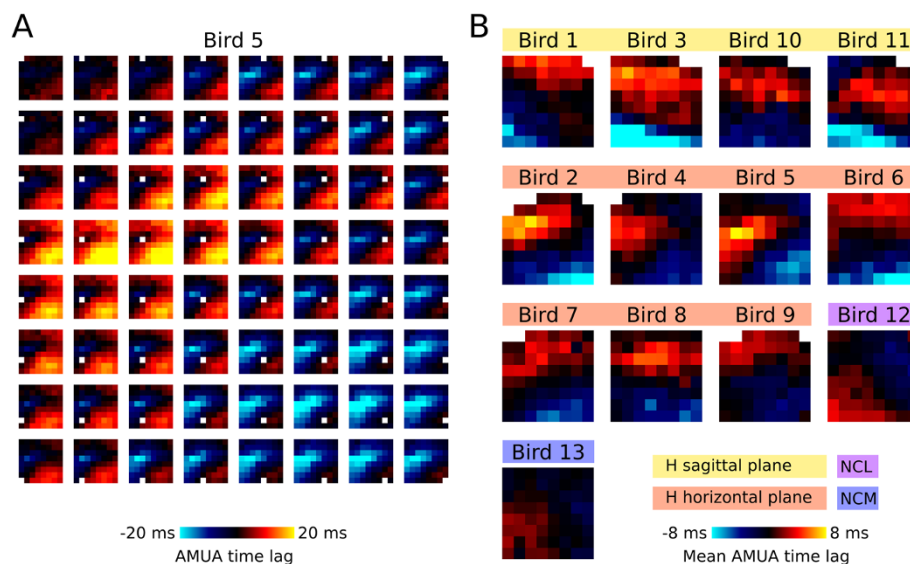 A
Bird 5
-20 ms
20 ms
AMUA time lag
B
Bird 1
Bird 3
Bird 10
Bird 11
Bird 2
Bird 4
Bird 5
Bird 6
Bird 7
Bird 8
Bird 9
Bird 12
Bird 13
H sagittal plane
NCL
H horizontal plane
NCM
-8 ms
8 ms
Mean AMUA time lag